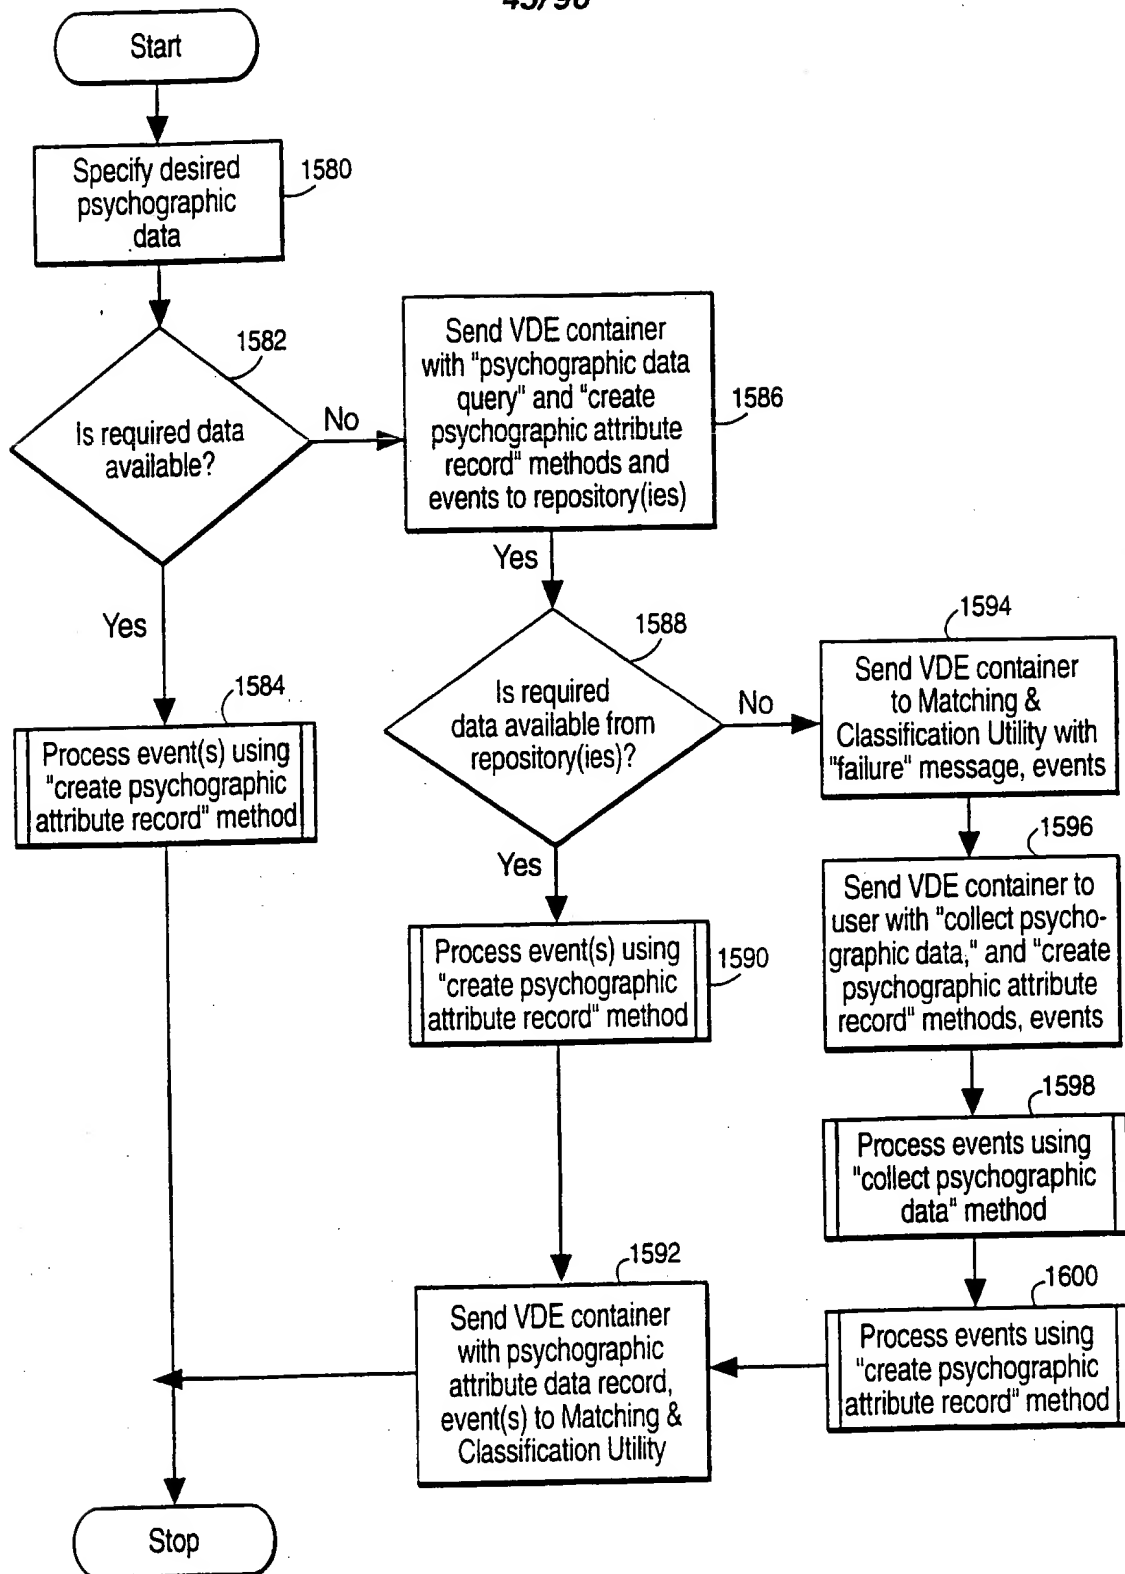 Start
Specify desired
psychographic
data
1580
1582
Is required data
available?
No
Yes
1584
Process event(s) using
"create psychographic
attribute record" method
Send VDE container
with "psychographic data
query" and "create
psychographic attribute
record" methods and
events to repository(ies)
1586
Yes
1588
Is required
data available from
repository(ies)?
No
Yes
Process event(s) using
"create psychographic
attribute record" method
1590
1594
Send VDE container
to Matching &
Classification Utility with
"failure" message, events
1596
Send VDE container to
user with "collect psycho-
graphic data," and "create
psychographic attribute
record" methods, events
1598
Process events using
"collect psychographic
data" method
1600
Process events using
"create psychographic
attribute record" method
1592
Send VDE container
with psychographic
attribute data record,
event(s) to Matching &
Classification Utility
Stop